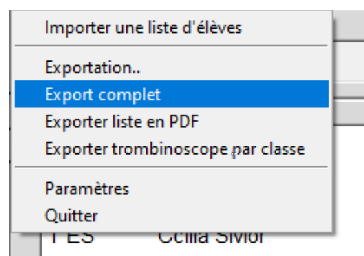 Importer une liste d'élèves
Exportation..
Export complet
Exporter liste en PDF
Exporter trombinoscope par classe
Paramètres
Quitter